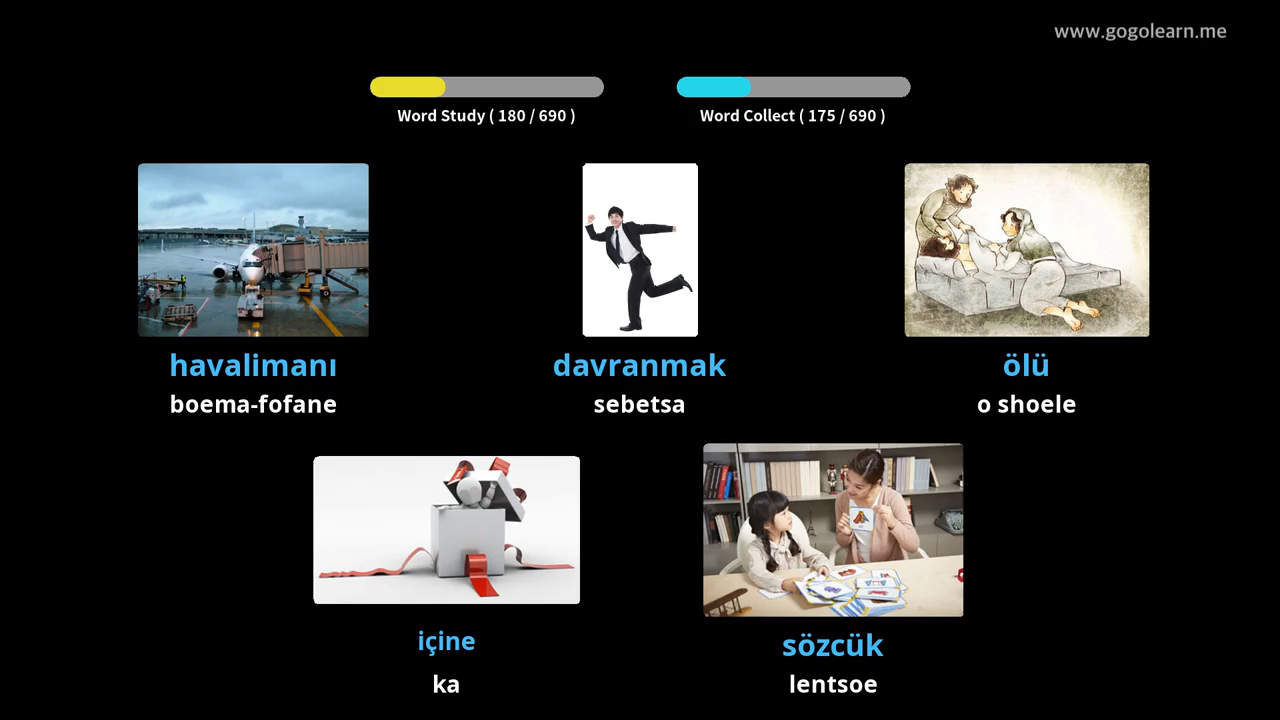 www.gogolearn.me
Word Study ( 180 / 690 )
Word Collect ( 175 / 690 )
havalimanı
boema-fofane
davranmak
sebetsa
ölü
o shoele
içine
ka
sözcük
lentsoe